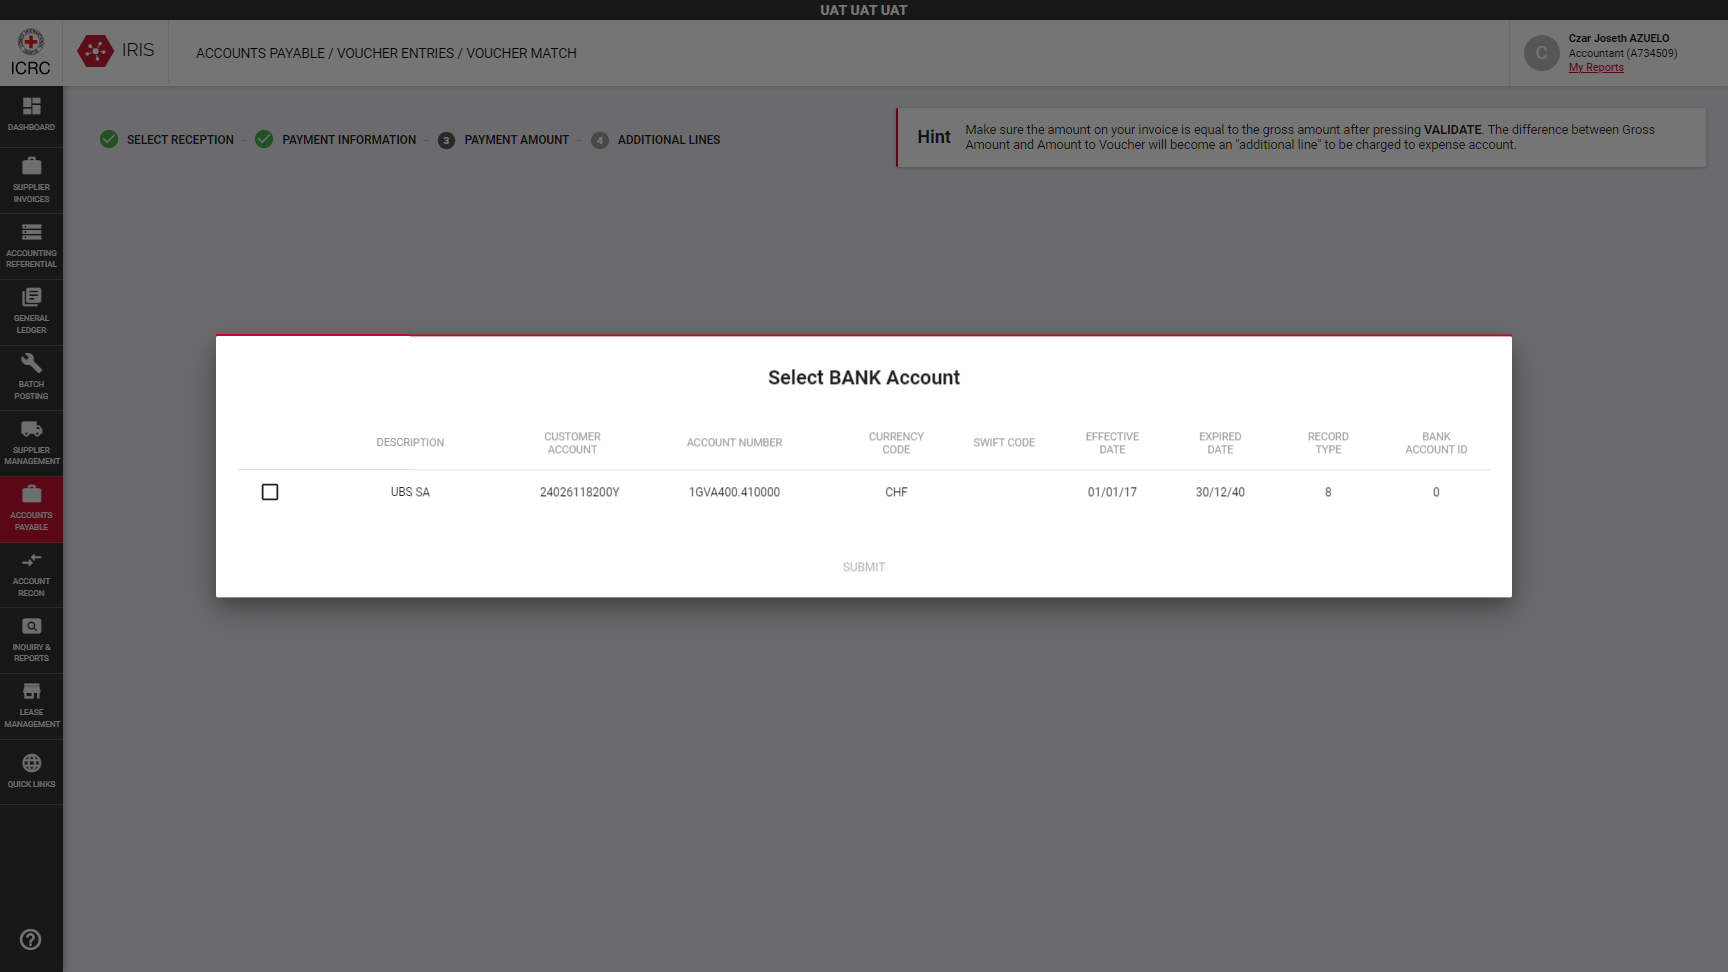 UAT UAT UAT
ICRC
IRIS
ACCOUNTS PAYABLE / VOUCHER ENTRIES / VOUCHER MATCH
C
Czar Joseth AZUELO
Accountant (A734509)
My Reports
DASHBOARD
SUPPLIER
INVOICES
ACCOUNTING
REFERENTIAL
GENERAL
LEDGER
BATCH
POSTING
SUPPLIER
MANAGEMENT
ACCOUNTS
PAYABLE
ACCOUNT
RECON
INQUIRY &
REPORTS
LEASE
MANAGEMENT
QUICK LINKS
SELECT RECEPTION
PAYMENT INFORMATION
3 PAYMENT AMOUNT
4 ADDITIONAL LINES
Hint
Make sure the amount on your invoice is equal to the gross amount after pressing VALIDATE. The difference between Gross
Amount and Amount to Voucher will become an "additional line" to be charged to expense account.
Select BANK Account
DESCRIPTION
CUSTOMER
ACCOUNT
ACCOUNT NUMBER
CURRENCY
CODE
SWIFT CODE
EFFECTIVE
DATE
EXPIRED
DATE
RECORD
TYPE
BANK
ACCOUNT ID
UBS SA 24026118200Y 1GVA400.410000 CHF 01/01/17 30/12/40 8 0
SUBMIT